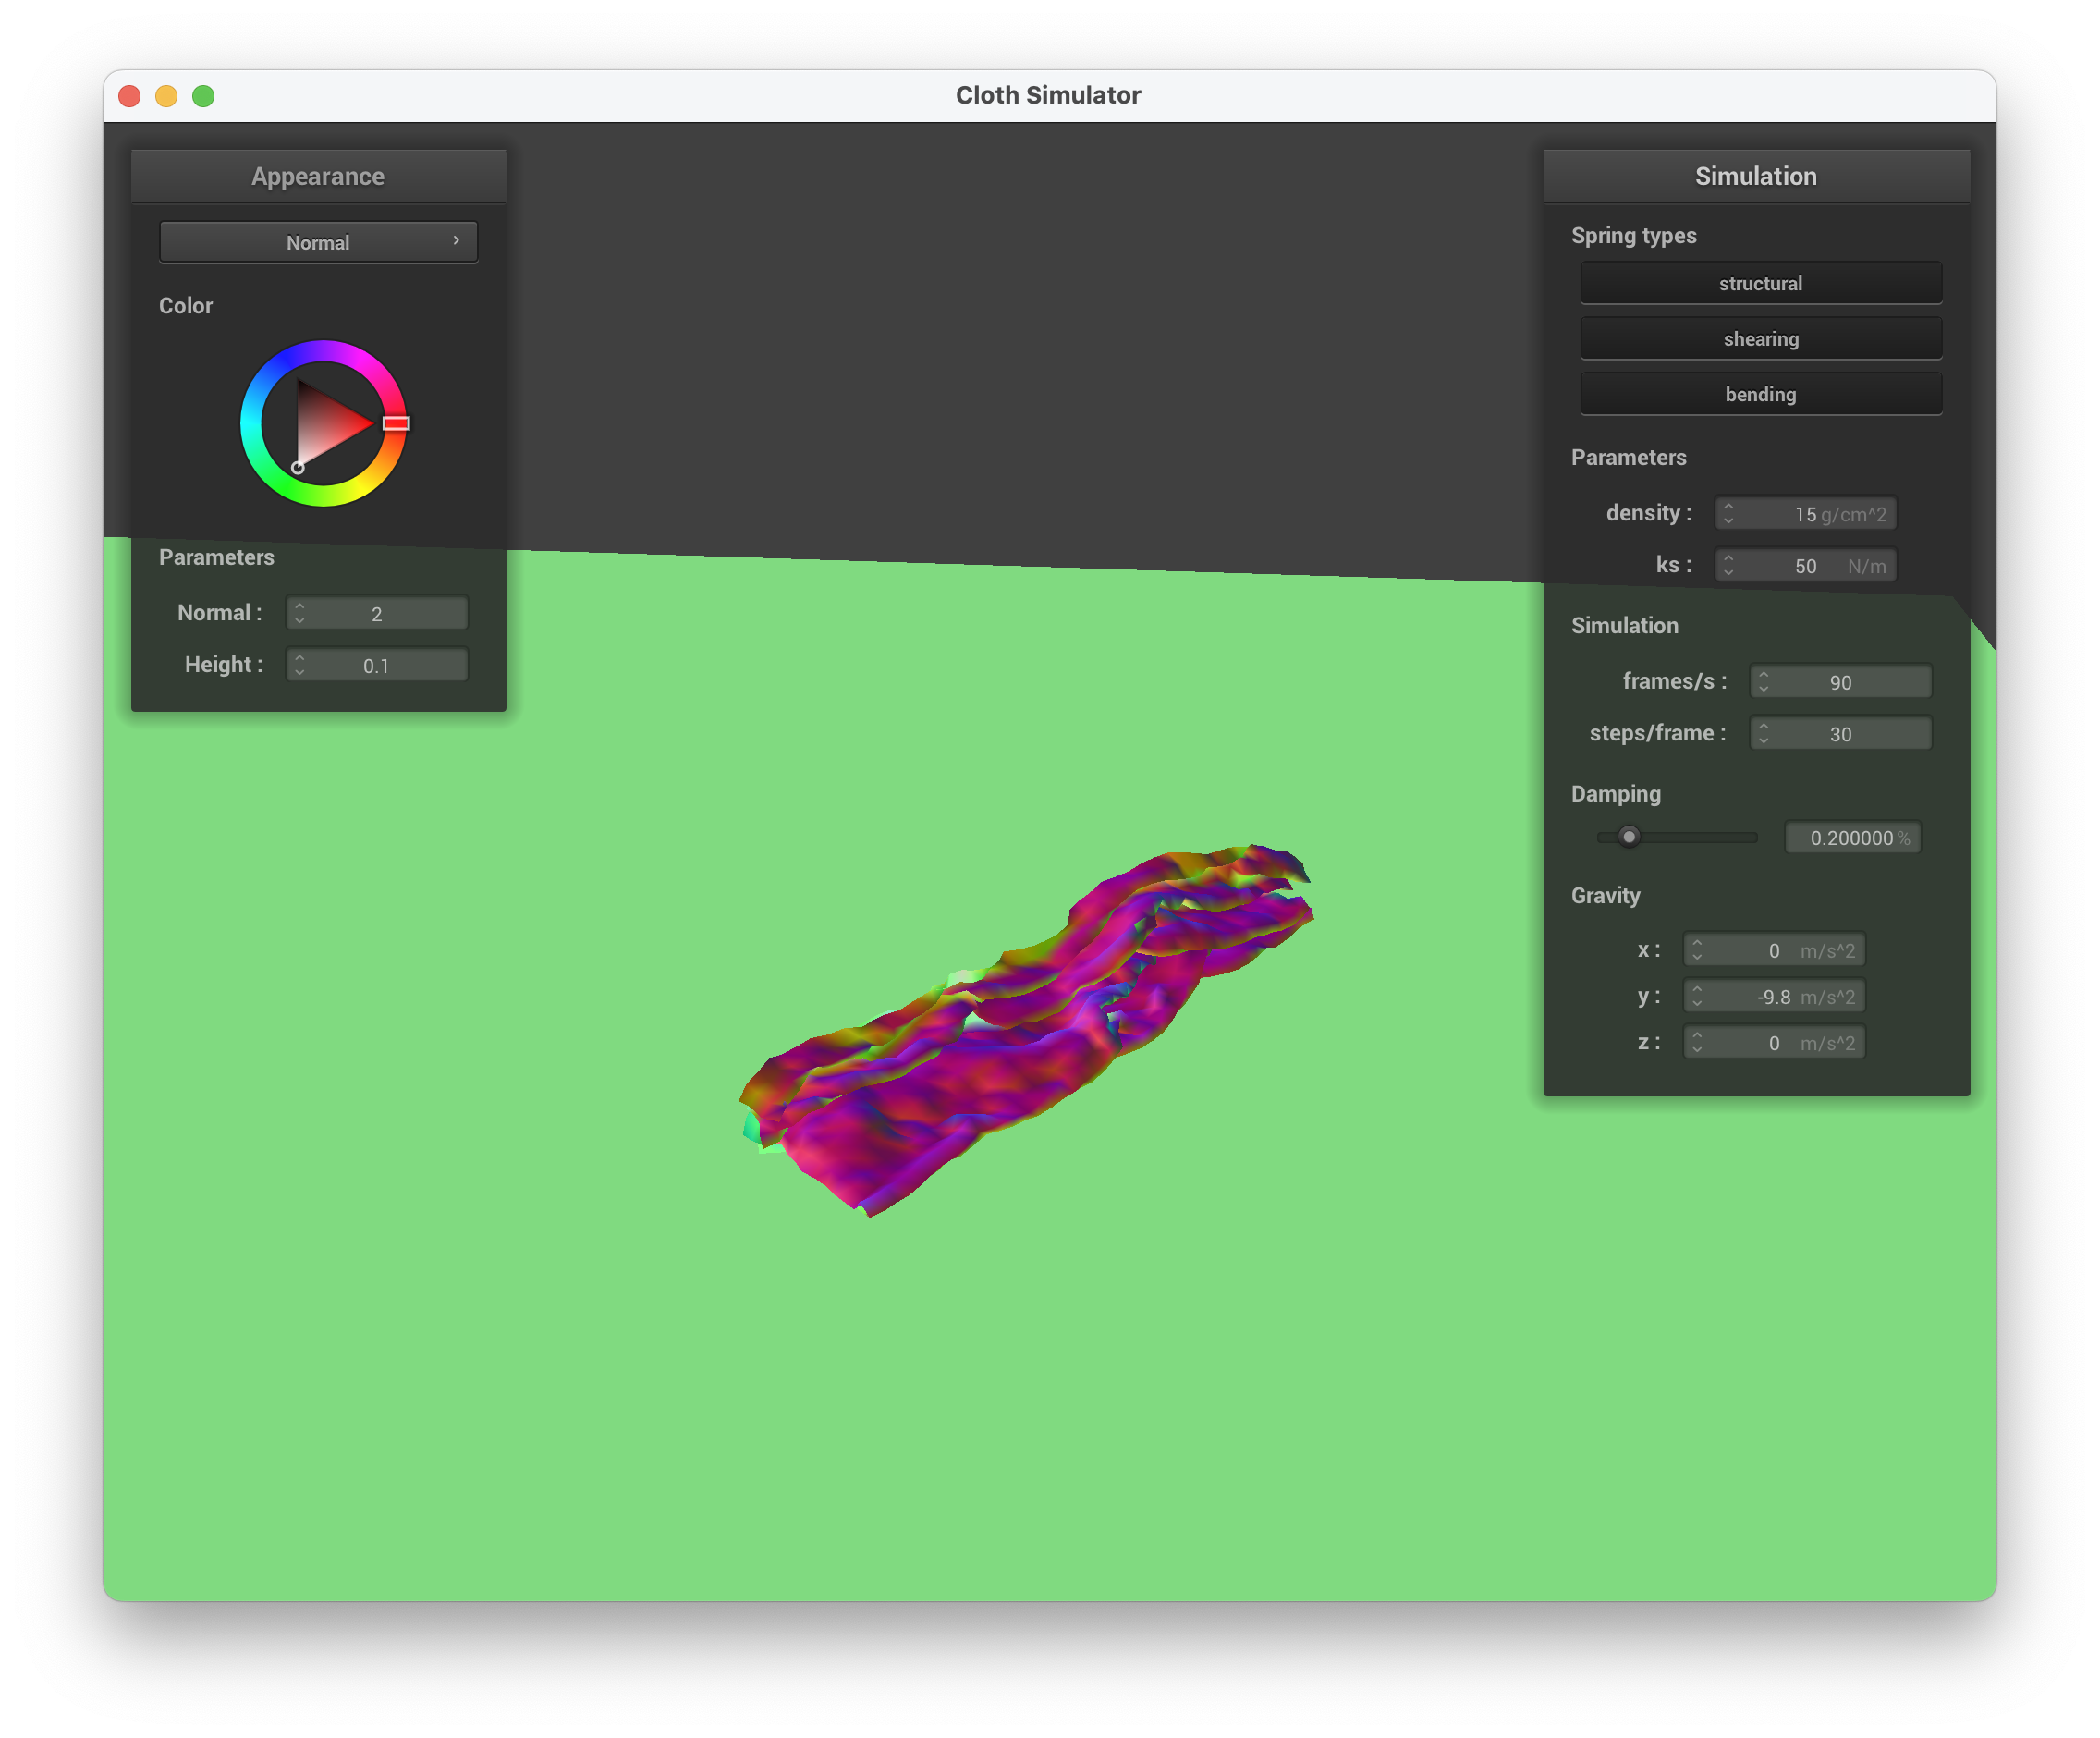 Cloth Simulator
Appearance
Normal
Color
Parameters
Normal : 2
Height : 0.1
Simulation
Spring types
structural
shearing
bending
Parameters
density : 15 g/cm^2
ks : 50 N/m
Simulation
frames/s : 90
steps/frame : 30
Damping
0.200000 %
Gravity
x : 0 m/s^2
y : -9.8 m/s^2
z : 0 m/s^2